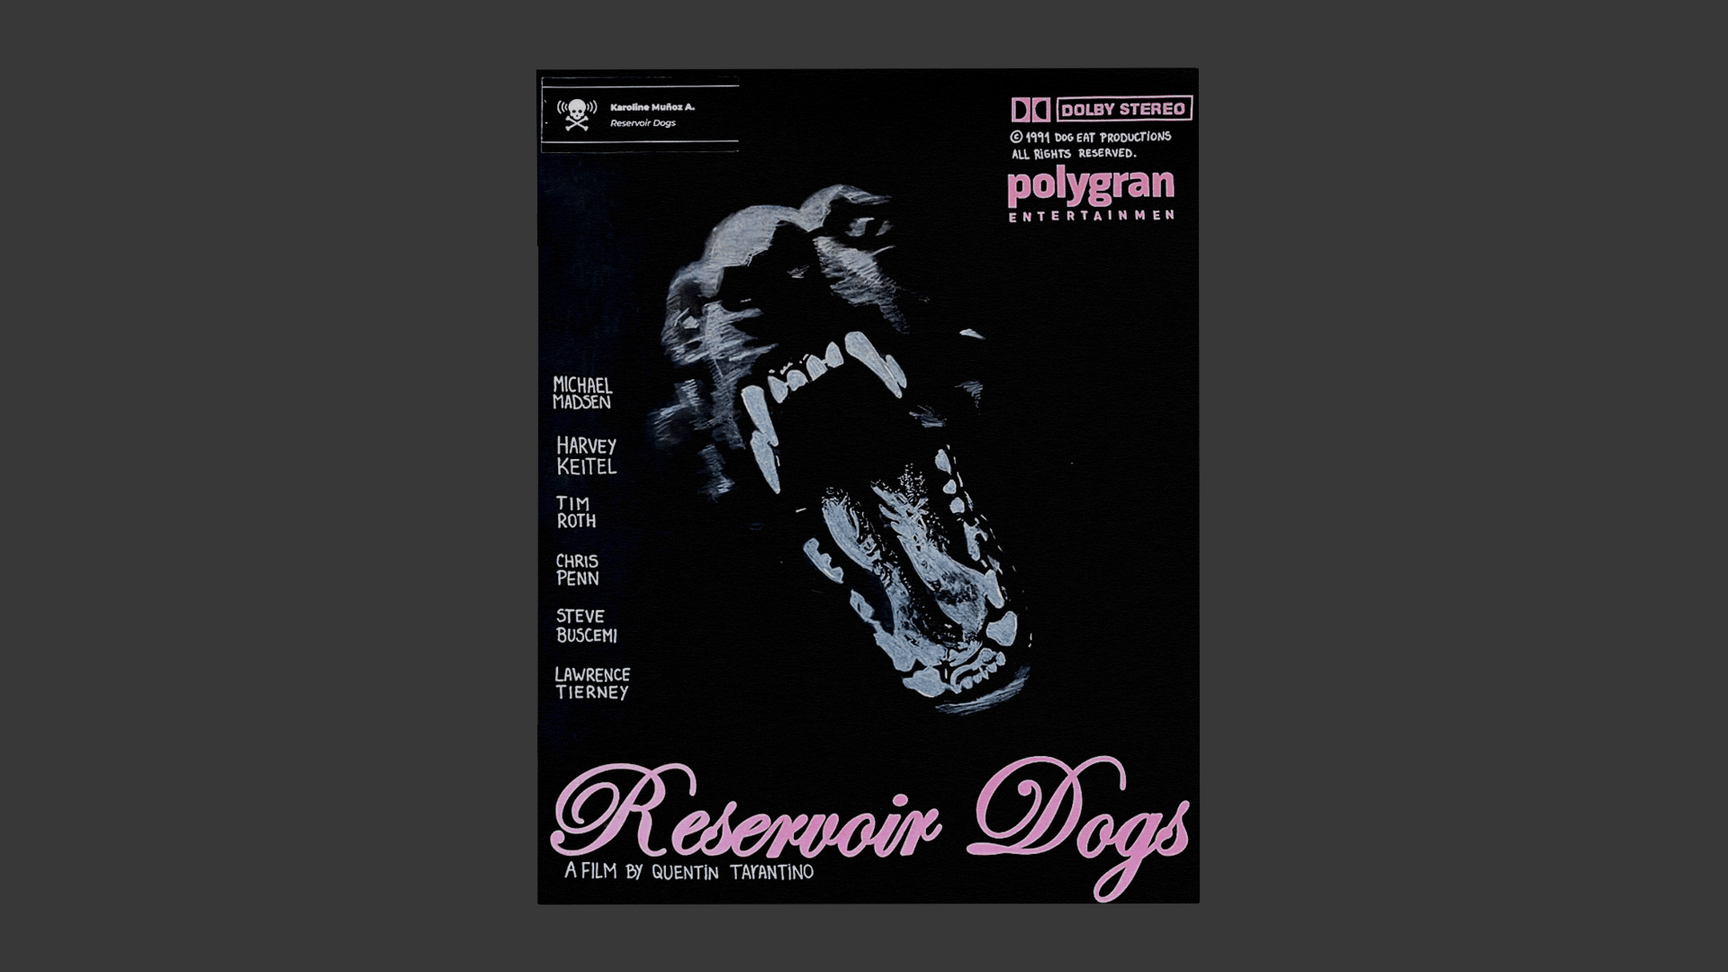 Karoline Muñoz A.
Reservoir Dogs
DOLBY STEREO
© 1991 DOG EAT PRODUCTIONS
ALL RIGHTS RESERVED.
polygran
ENTERTAINMEN
MICHAEL
MADSEN
HARVEY
KEITEL
TIM
ROTH
CHRIS
PENN
STEVE
BUSCEMI
LAWRENCE
TIERNEY
Reservoir Dogs
A FILM BY QUENTIN TARANTINO